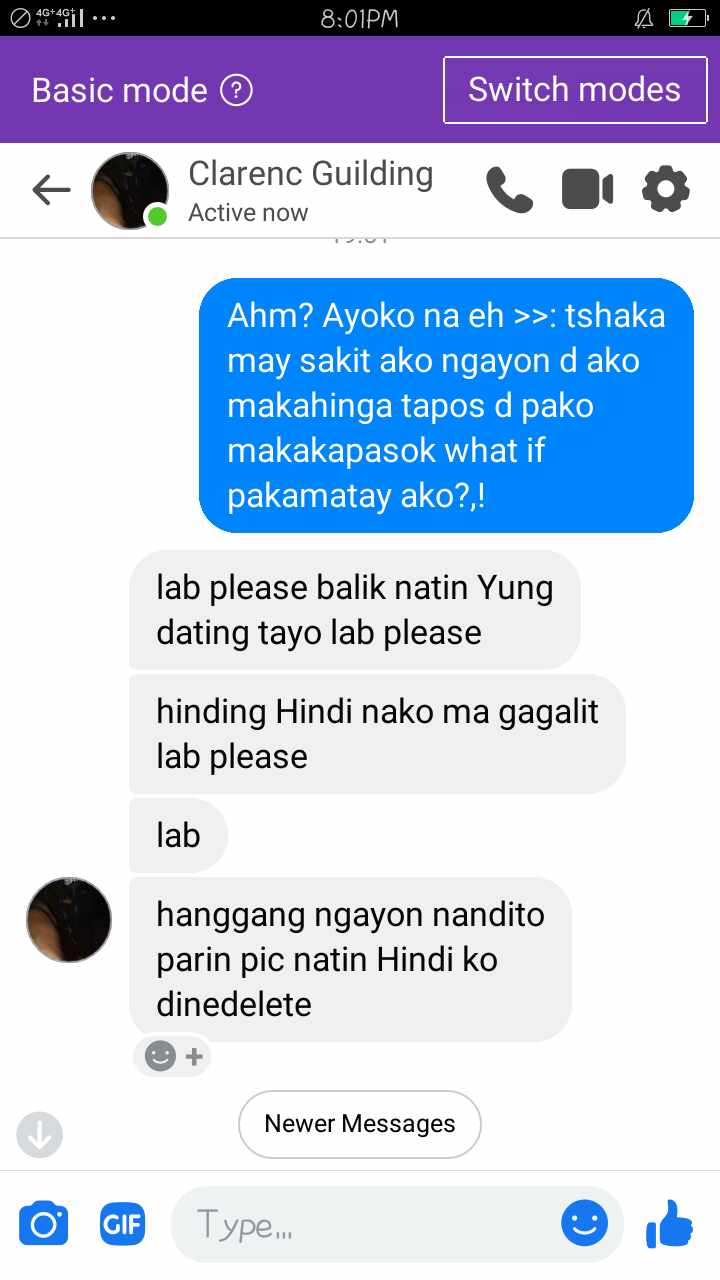 4G+ 4G+
8:01PM
Basic mode ?
Switch modes
Clarenc Guilding
Active now
Ahm? Ayoko na eh >>: tshaka
may sakit ako ngayon d ako
makahinga tapos d pako
makakapasok what if
pakamatay ako?,!
lab please balik natin Yung
dating tayo lab please
hinding Hindi nako ma gagalit
lab please
lab
hanggang ngayon nandito
parin pic natin Hindi ko
dinedelete
Newer Messages
GIF
Type...